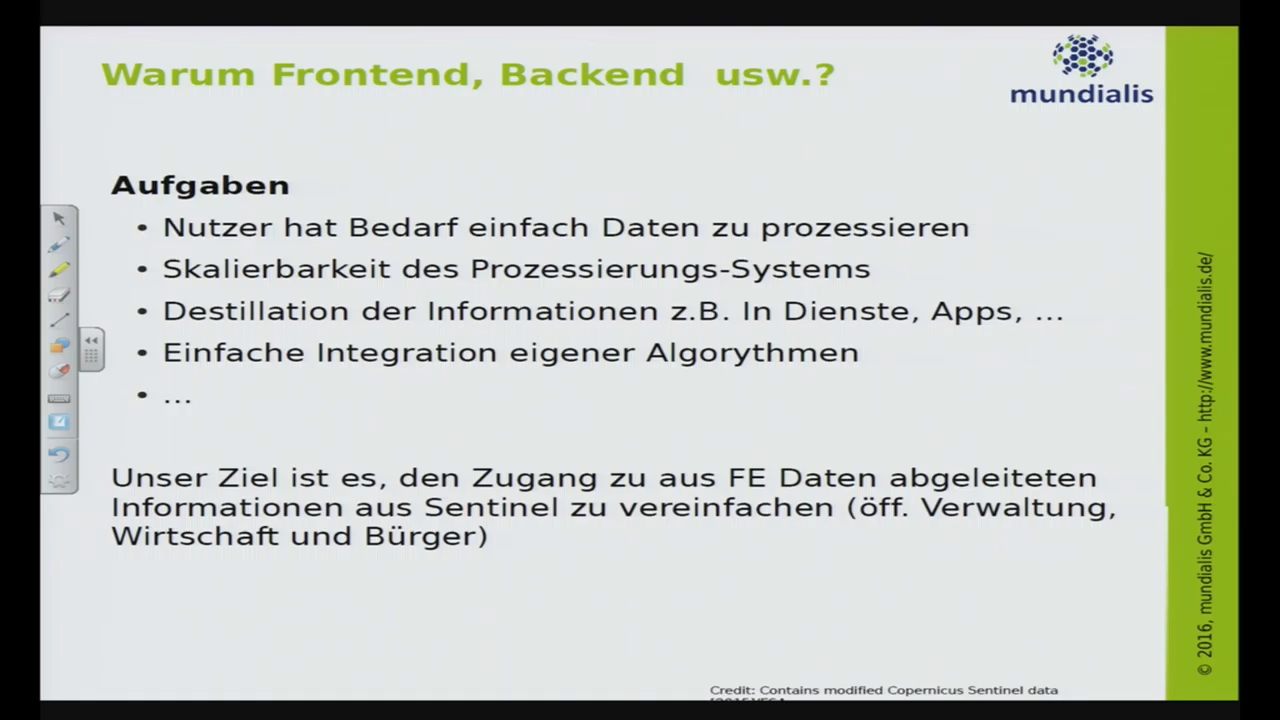 Warum Frontend, Backend usw.?
mundialis
Aufgaben
• Nutzer hat Bedarf einfach Daten zu prozessieren
• Skalierbarkeit des Prozessierungs-Systems
• Destillation der Informationen z.B. In Dienste, Apps, ...
• Einfache Integration eigener Algorythmen
• ...
Unser Ziel ist es, den Zugang zu aus FE Daten abgeleiteten
Informationen aus Sentinel zu vereinfachen (öff. Verwaltung,
Wirtschaft und Bürger)
© 2016, mundialis GmbH & Co. KG – http://www.mundialis.de/
Credit: Contains modified Copernicus Sentinel data